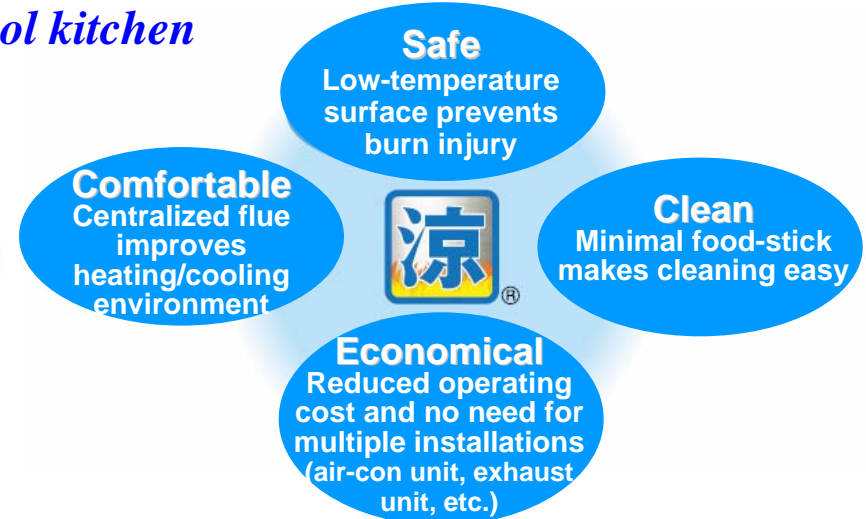 ol kitchen
Safe
Low-temperature
surface prevents
burn injury
Comfortable
Centralized flue
improves
heating/cooling
environment
涼
®
Clean
Minimal food-stick
makes cleaning easy
Economical
Reduced operating
cost and no need for
multiple installations
(air-con unit, exhaust
unit, etc.)